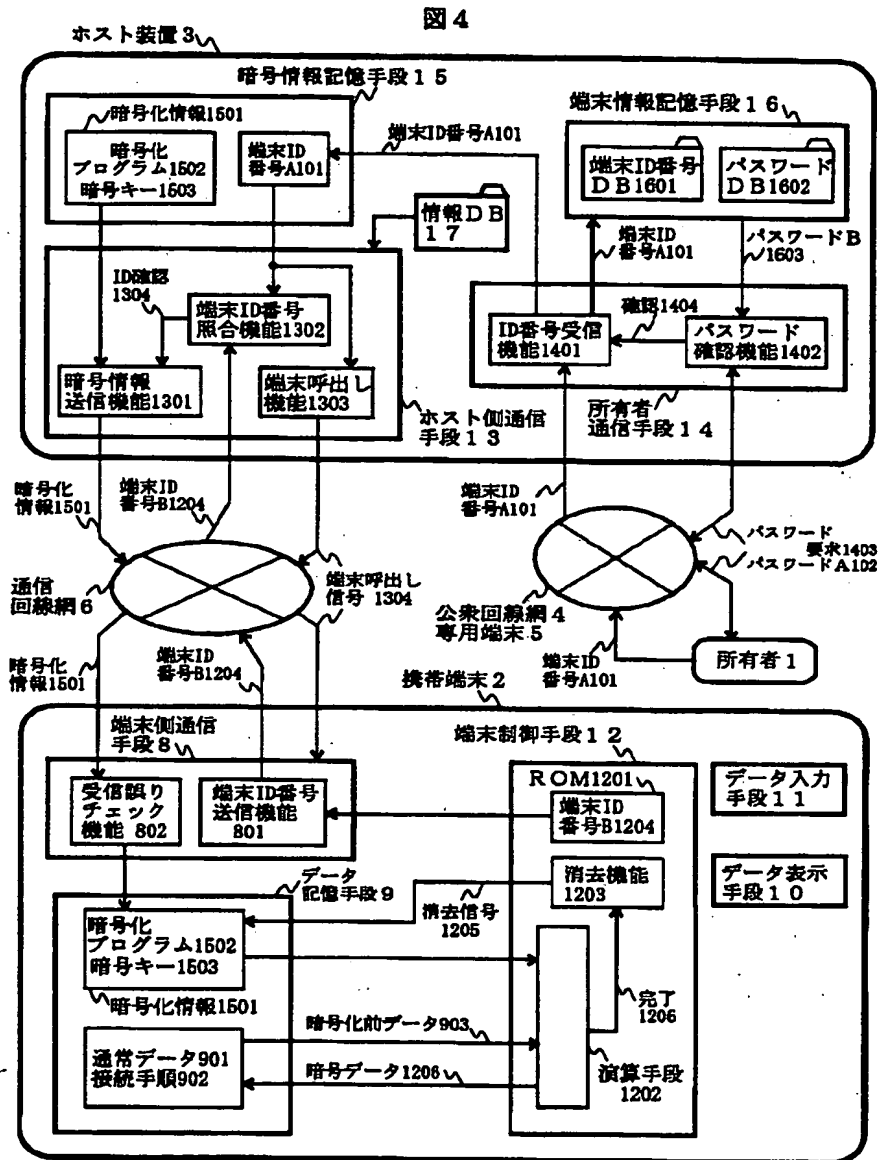 図4
ホスト装置3
暗号情報記憶手段15
暗号化情報1501
暗号化
プログラム1502
暗号キー1503
端末ID
番号A101
端末ID番号A101
端末情報記憶手段16
端末ID番号
DB1601
パスワード
DB1602
情報DB
17
端末ID
番号A101
パスワードB
1603
ID確認
1304
端末ID番号
照合機能1302
暗号情報
送信機能1301
端末呼出し
機能1303
ホスト側通信
手段13
確認1404
ID番号受信
機能1401
パスワード
確認機能1402
所有者
通信手段14
暗号化
情報1501
端末ID
番号B1204
端末ID
番号A101
パスワード
要求1403
パスワードA102
通信
回線網6
端末呼出し
信号 1304
公衆回線網4
専用端末5
暗号化
情報1501
端末ID
番号B1204
端末ID
番号A101
所有者1
携帯端末2
端末側通信
手段8
端末制御手段12
受信誤り
チェック
機能 802
端末ID番号
送信機能
801
ROM1201
端末ID
番号B1204
データ入力
手段11
データ
記憶手段9
消去機能
1203
データ表示
手段10
消去信号
1205
暗号化
プログラム1502
暗号キー1503
暗号化情報1501
完了
1206
暗号化前データ903
通常データ901
接続手順902
暗号データ1206
演算手段
1202